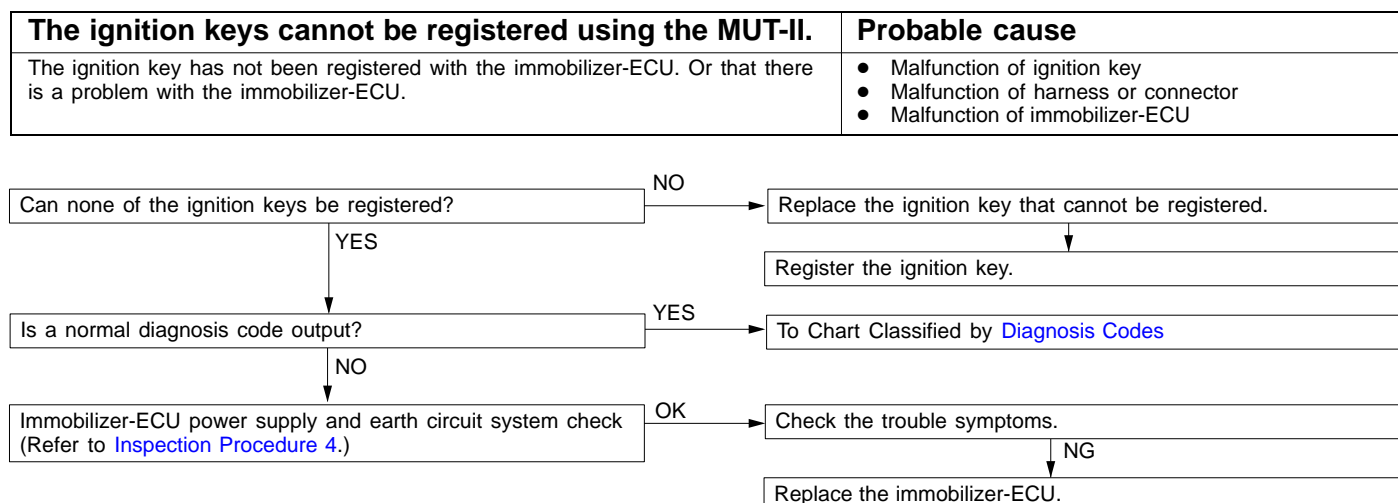 The ignition keys cannot be registered using the MUT-II.
Probable cause
The ignition key has not been registered with the immobilizer-ECU. Or that there
is a problem with the immobilizer-ECU.
● Malfunction of ignition key
● Malfunction of harness or connector
● Malfunction of immobilizer-ECU
Can none of the ignition keys be registered?
NO
Replace the ignition key that cannot be registered.
YES
Register the ignition key.
Is a normal diagnosis code output?
YES
To Chart Classified by Diagnosis Codes
NO
Immobilizer-ECU power supply and earth circuit system check
(Refer to Inspection Procedure 4.)
OK
Check the trouble symptoms.
NG
Replace the immobilizer-ECU.